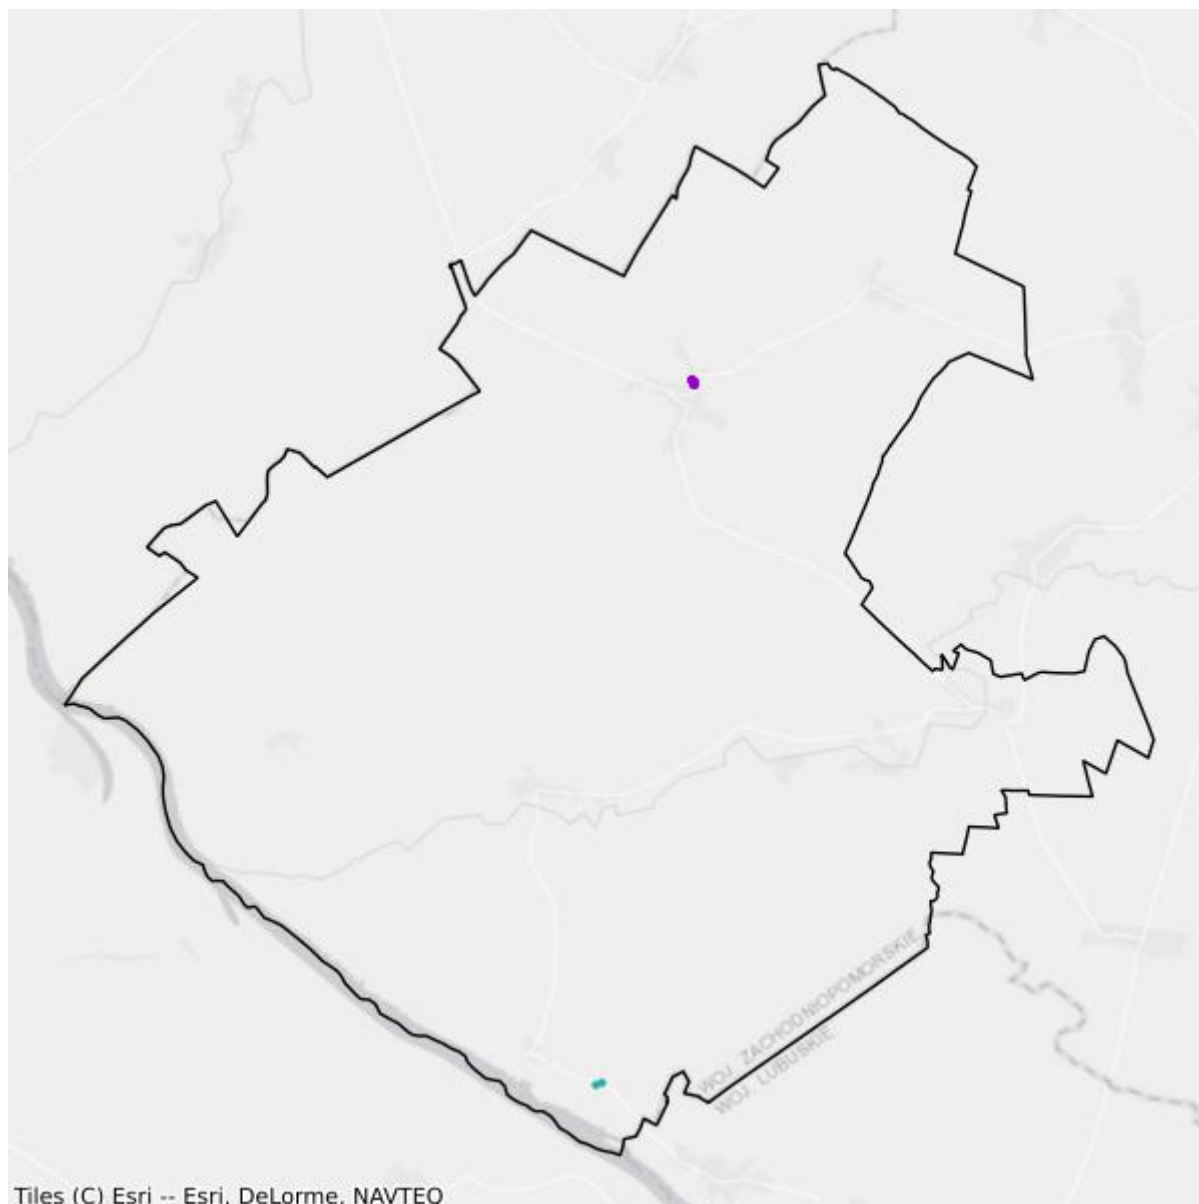 WOJ. ZACHODNIOPOMORSKIE
WOJ. LUBUSKIE
Tiles (C) Esri -- Esri, DeLorme, NAVTEQ